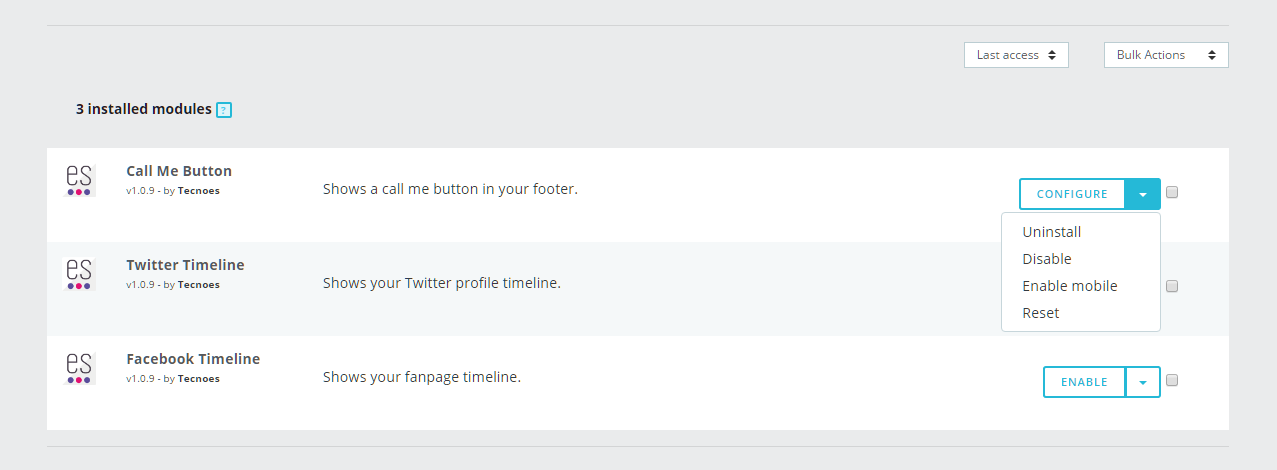 Last access
Bulk Actions
3 installed modules ?
es
Call Me Button
v1.0.9 - by Tecnoes
Shows a call me button in your footer.
CONFIGURE
Uninstall
Disable
Enable mobile
Reset
es
Twitter Timeline
v1.0.9 - by Tecnoes
Shows your Twitter profile timeline.
es
Facebook Timeline
v1.0.9 - by Tecnoes
Shows your fanpage timeline.
ENABLE